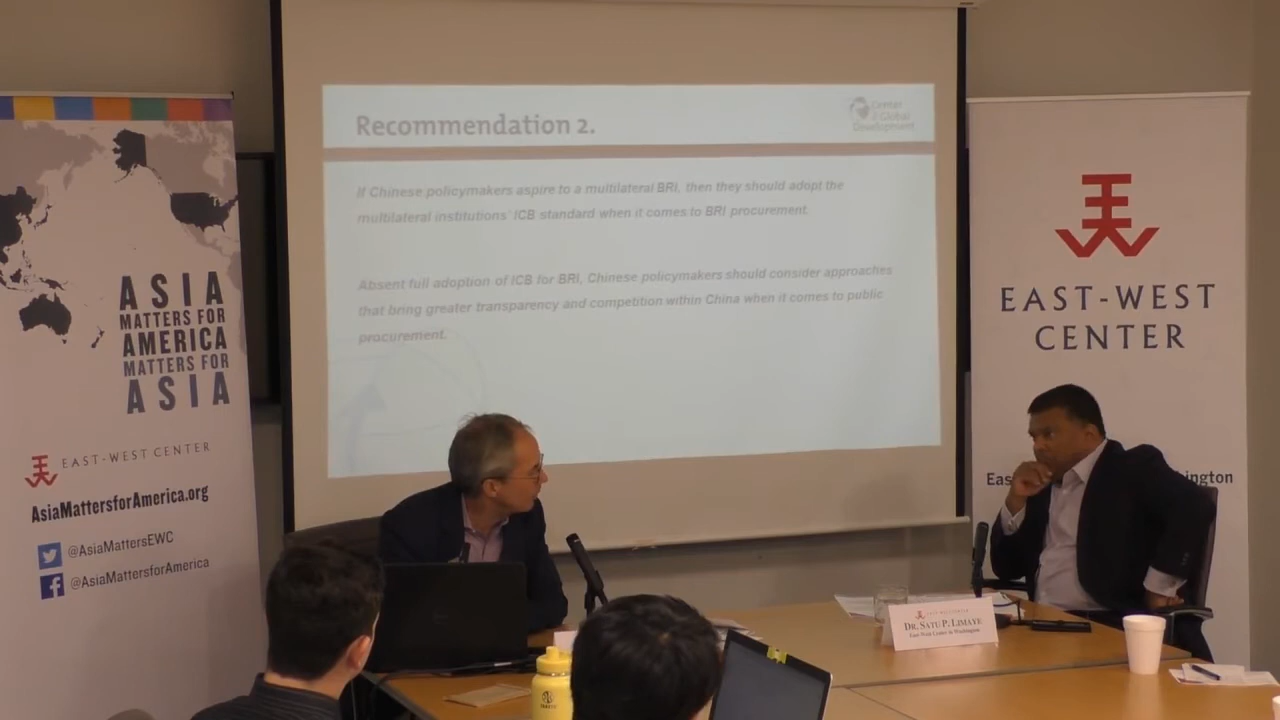 ASIA
MATTERS FOR
AMERICA
MATTERS FOR
ASIA
EAST-WEST CENTER
AsiaMattersforAmerica.org
@AsiaMattersEWC
@AsiaMattersforAmerica
Recommendation 2.
Center
for Global
Development
If Chinese policymakers aspire to a multilateral BRI, then they should adopt the
multilateral institutions' ICB standard when it comes to BRI procurement.
Absent full adoption of ICB for BRI, Chinese policymakers should consider approaches
that bring greater transparency and competition within China when it comes to public
procurement.
EAST-WEST
CENTER
Eas
ington
DR. SATU P. LIMAYE
East-West Center in Washington